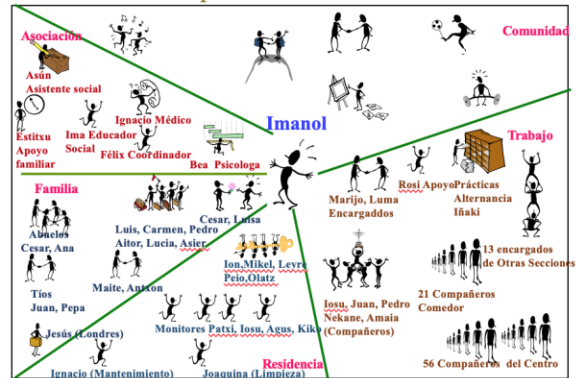 Asociación
Asún
Asistente social
Estitxu
Apoyo
familiar
Ima Educador
Social
Ignacio Médico
Félix Coordinador
Bea Psicologa
Imanol
Comunidad
Trabajo
Marijo, Luma
Encargaddos
Rosi Apoyo
Prácticas
Alternancia
Iñaki
13 encargados
de Otras Secciones
21 Compañeros
Comedor
Iosu, Juan, Pedro
Nekane, Amaia
(Compañeros)
56 Compañeros del Centro
Familia
Abuelos
Cesar, Ana
Luis, Carmen, Pedro
Aitor, Lucia, Asier
Cesar, Luisa
Tíos
Juan, Pepa
Maite, Antxon
Jesús (Londres)
Ion, Mikel, Levre
Peio, Olatz
Monitores Patxi, Iosu, Agus, Kiko
Residencia
Ignacio (Mantenimiento)
Joaquina (Limpieza)